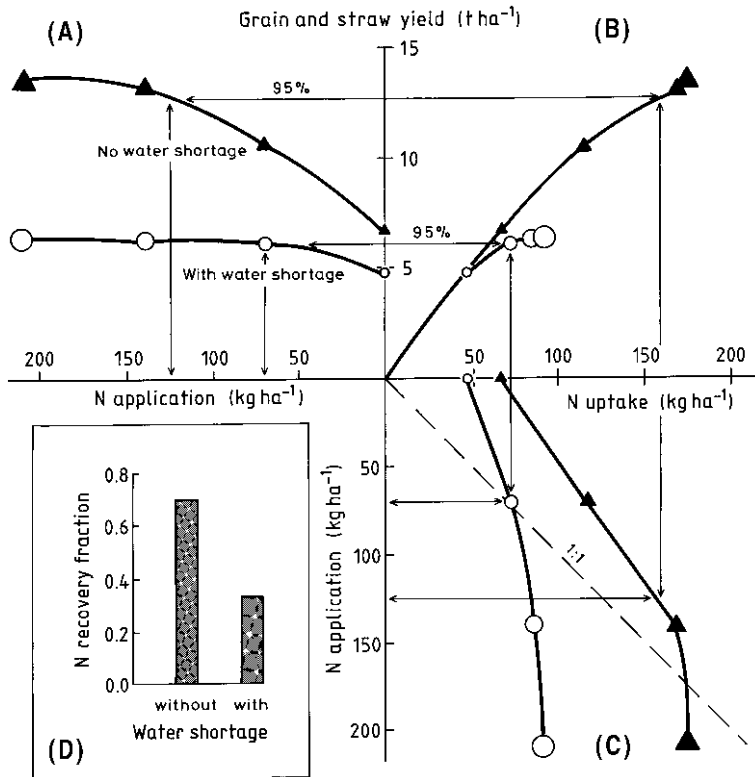 Grain and straw yield (t ha⁻¹)
(A)
(B)
15
10
5
95%
No water shortage
95%
With water shortage
200
150
100
50
N application (kg ha⁻¹)
50
100
150
200
N uptake (kg ha⁻¹)
N application (kg ha⁻¹)
50
100
150
200
1:1
(C)
0.8
0.6
0.4
0.2
0.0
N recovery fraction
without with
Water shortage
(D)